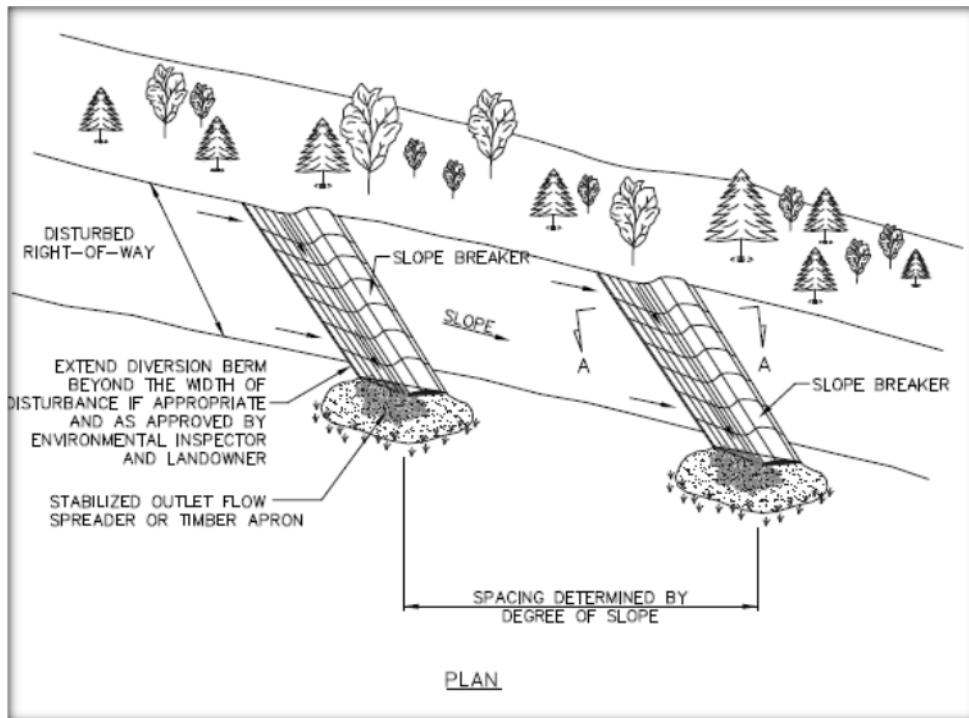 DISTURBED
RIGHT-OF-WAY
SLOPE BREAKER
SLOPE
A
A
SLOPE BREAKER
EXTEND DIVERSION BERM
BEYOND THE WIDTH OF
DISTURBANCE IF APPROPRIATE
AND AS APPROVED BY
ENVIRONMENTAL INSPECTOR
AND LANDOWNER
STABILIZED OUTLET FLOW
SPREADER OR TIMBER APRON
SPACING DETERMINED BY
DEGREE OF SLOPE
PLAN